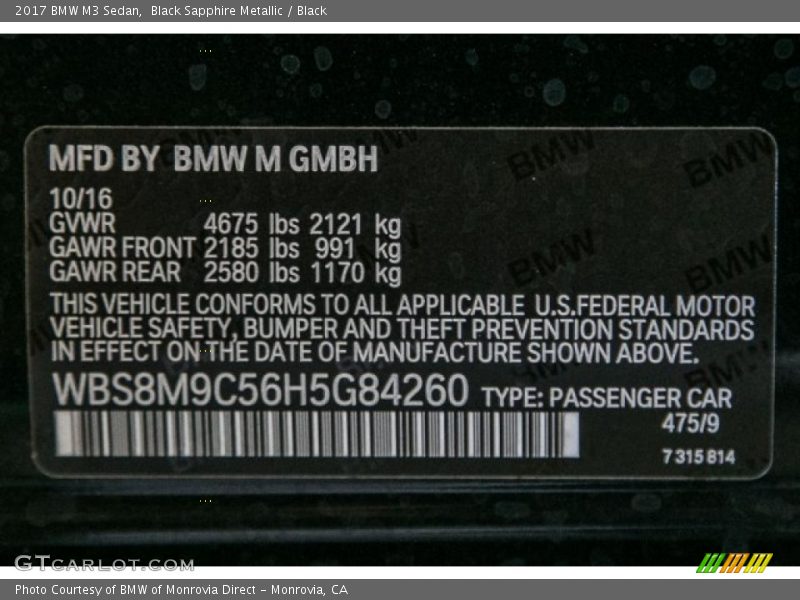 2017 BMW M3 Sedan, Black Sapphire Metallic / Black
MFD BY BMW M GMBH
10/16
GVWR 4675 lbs 2121 kg
GAWR FRONT 2185 lbs 991 kg
GAWR REAR 2580 lbs 1170 kg
THIS VEHICLE CONFORMS TO ALL APPLICABLE U.S.FEDERAL MOTOR
VEHICLE SAFETY, BUMPER AND THEFT PREVENTION STANDARDS
IN EFFECT ON THE DATE OF MANUFACTURE SHOWN ABOVE.
WBS8M9C56H5G84260 TYPE: PASSENGER CAR
475/9
7315814
GTCARLOT.COM
Photo Courtesy of BMW of Monrovia Direct - Monrovia, CA